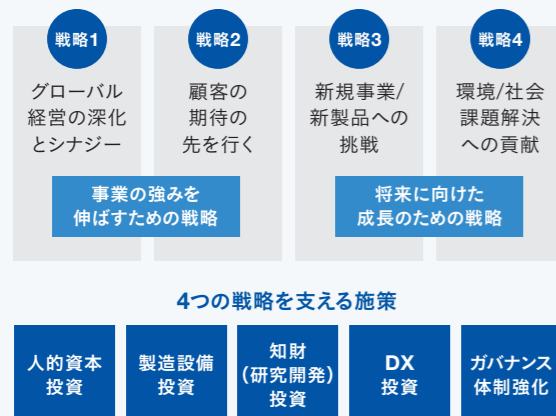 戦略1
グローバル
経営の深化
とシナジー
戦略2
顧客の
期待の
先を行く
事業の強みを
伸ばすための戦略
戦略3
新規事業/
新製品への
挑戦
戦略4
環境/社会
課題解決
への貢献
将来に向けた
成長のための戦略
4つの戦略を支える施策
人的資本
投資
製造設備
投資
知財
(研究開発)
投資
DX
投資
ガバナンス
体制強化